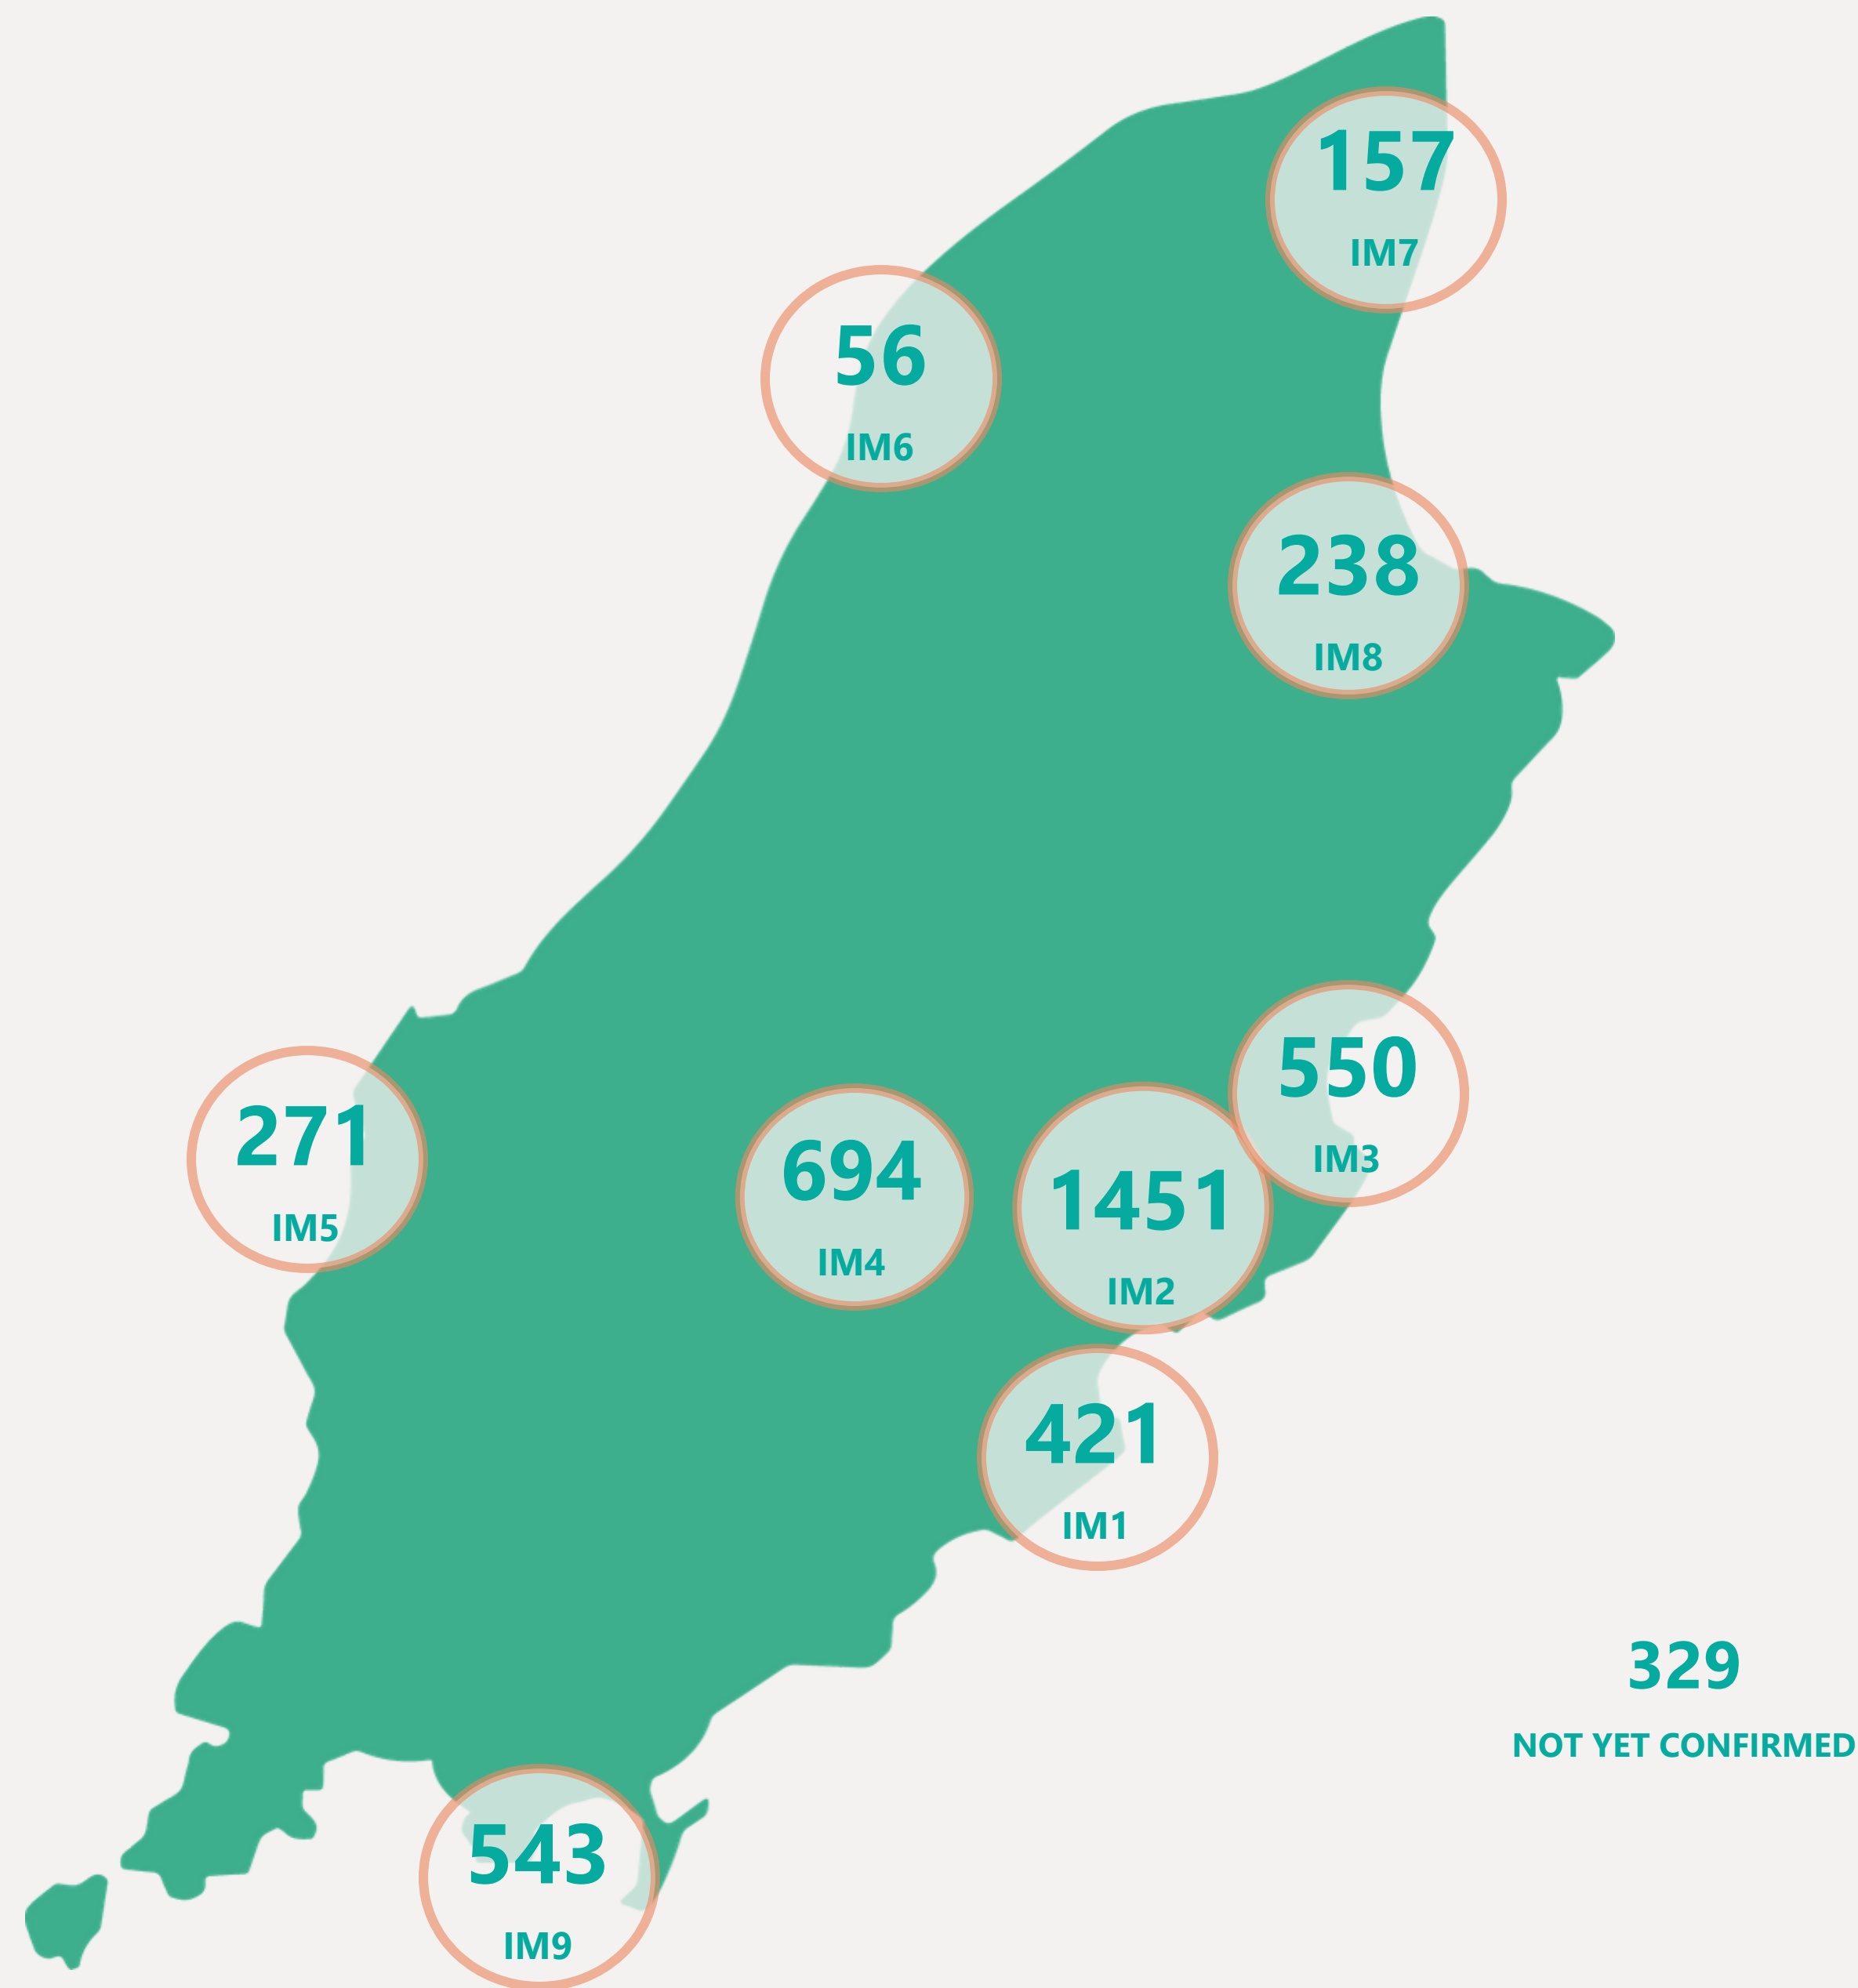 157
IM7
56
IM6
238
IM8
550
IM3
271
IM5
694
IM4
1451
IM2
421
IM1
329
NOT YET CONFIRMED
543
IM9